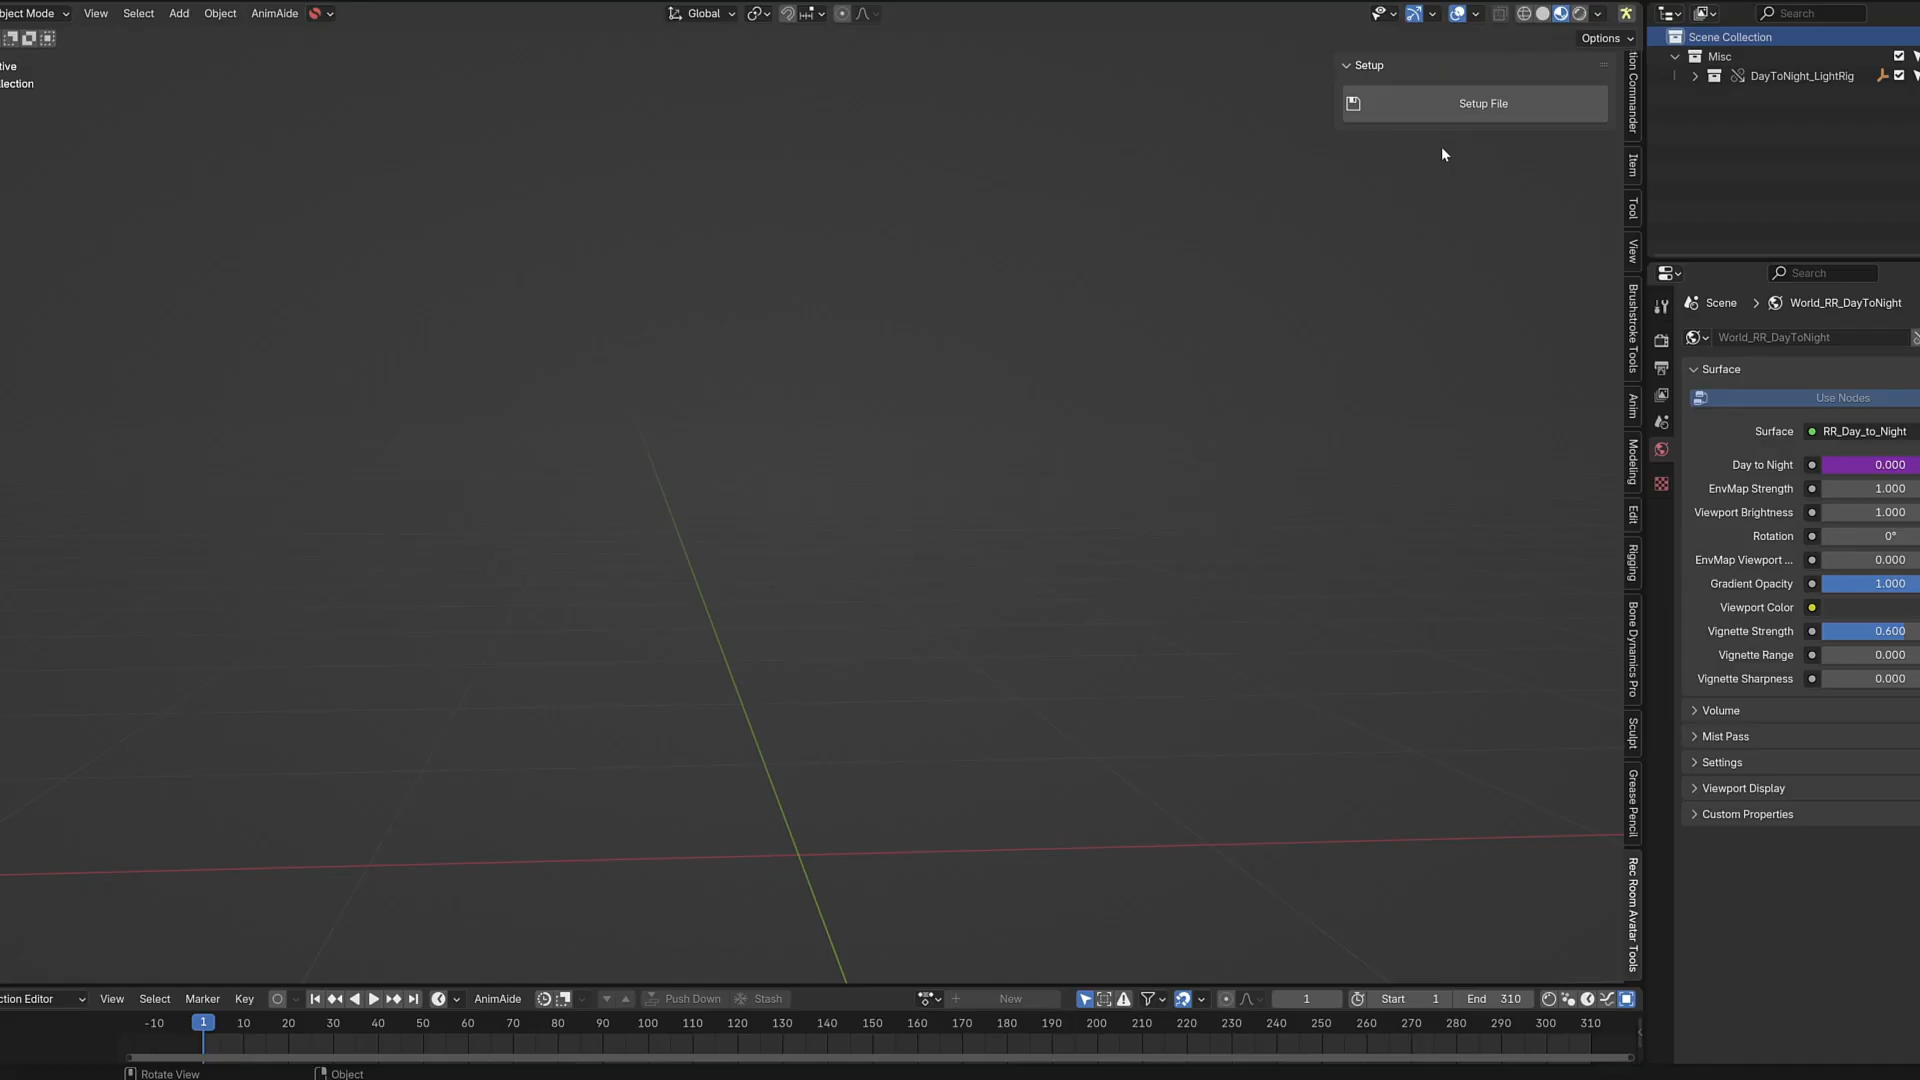 bject Mode
View
Select
Add
Object
AnimAide
Global
Search
Options
tive
llection
Setup
Setup File
tion Commander
Item
Tool
View
Brushstroke Tools
Anim
Modeling
Edit
Rigging
Bone Dynamics Pro
Sculpt
Grease Pencil
Rec Room Avatar Tools
Scene Collection
Misc
DayToNight_LightRig
Search
Scene > World_RR_DayToNight
World_RR_DayToNight
Surface
Use Nodes
Surface RR_Day_to_Night
Day to Night 0.000
EnvMap Strength 1.000
Viewport Brightness 1.000
Rotation 0°
EnvMap Viewport ... 0.000
Gradient Opacity 1.000
Viewport Color
Vignette Strength 0.600
Vignette Range 0.000
Vignette Sharpness 0.000
Volume
Mist Pass
Settings
Viewport Display
Custom Properties
ction Editor
View
Select
Marker
Key
AnimAide
Push Down
Stash
New
1
Start 1
End 310
-10 1 10 20 30 40 50 60 70 80 90 100 110 120 130 140 150 160 170 180 190 200 210 220 230 240 250 260 270 280 290 300 310
Rotate View
Object